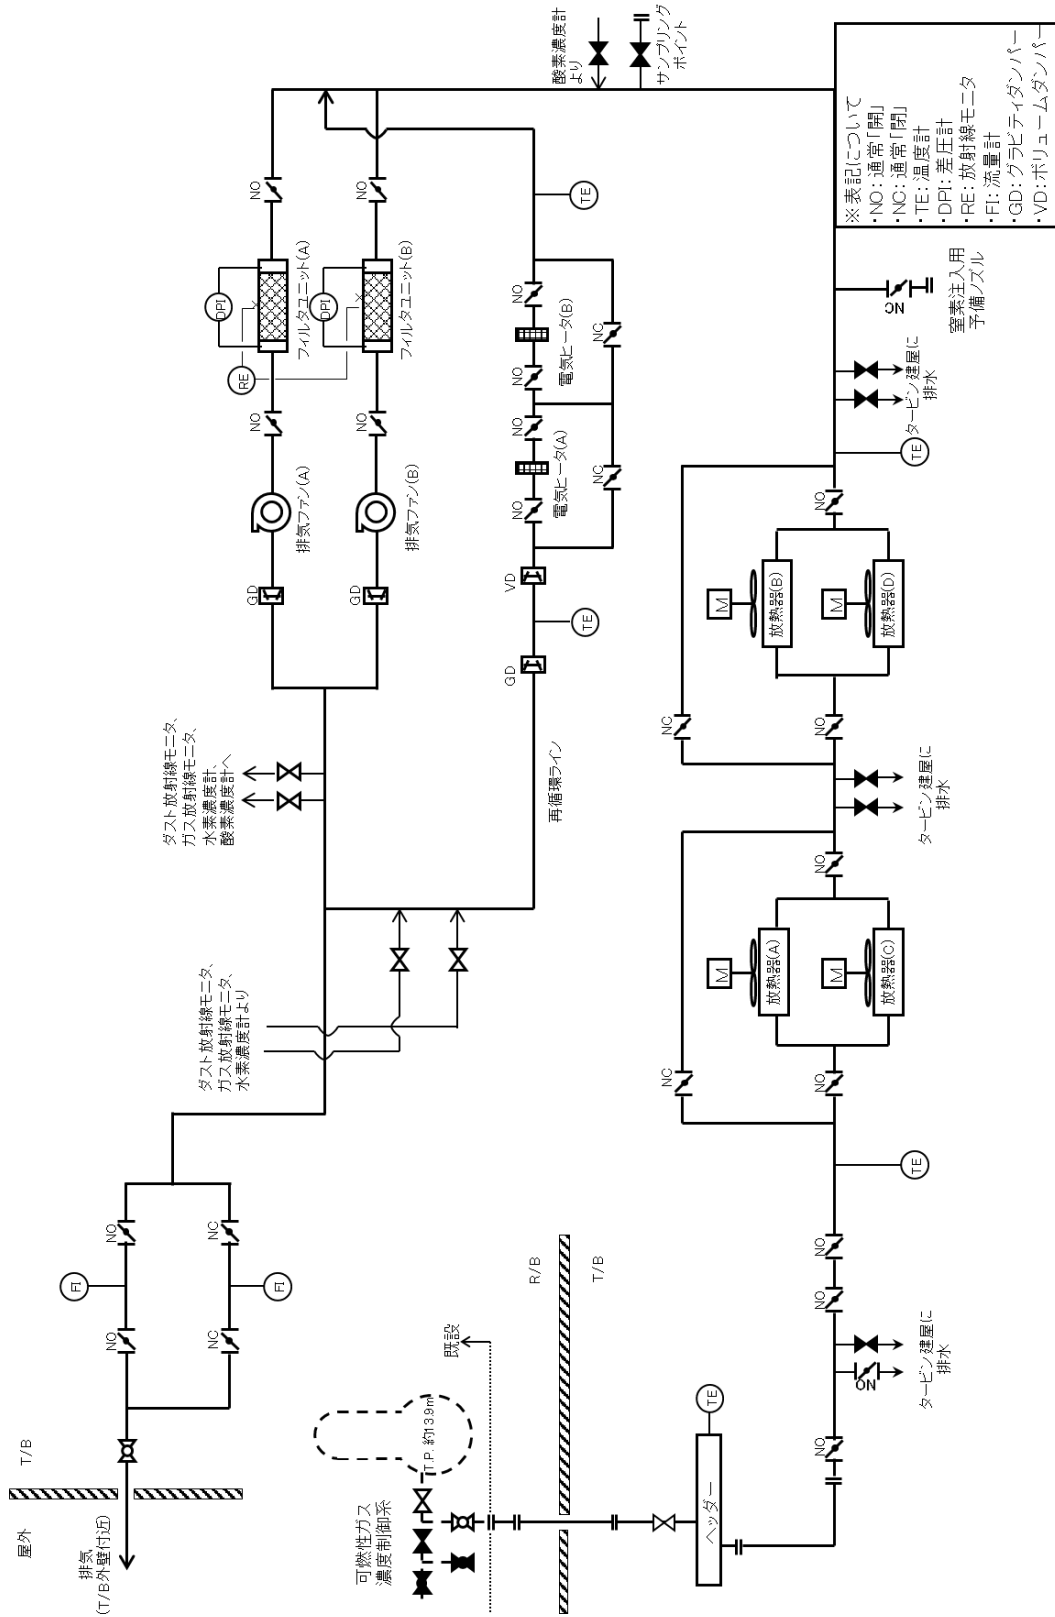 屋外
T/B
排気
(T/B外壁付近)
NO
NO
NC
NC
FI
FI
ダスト放射線モニタ、
ガス放射線モニタ、
水素濃度計より
ダスト放射線モニタ、
ガス放射線モニタ、
水素濃度計、
酸素濃度計へ
GD
GD
排気ファン(A)
排気ファン(B)
NO
NO
RE
DPI
DPI
フィルタユニット(A)
フィルタユニット(B)
NO
NO
酸素濃度計
より
サンプリング
ポイント
再循環ライン
GD
TE
VD
NO
電気ヒータ(A)
NO
NC
NO
電気ヒータ(B)
NO
NC
TE
可燃性ガス
濃度制御系
T.P. 約13.9m
既設
R/B
T/B
ヘッダー
TE
NO
NO
タービン建屋に
排水
NO
NO
TE
NC
NO
M
放熱器(A)
M
放熱器(C)
NO
タービン建屋に
排水
NC
NO
M
放熱器(B)
M
放熱器(D)
NO
TE
タービン建屋に
排水
NC
窒素注入用
予備ノズル
※表記について
・NO: 通常「開」
・NC: 通常「閉」
・TE: 温度計
・DPI: 差圧計
・RE: 放射線モニタ
・FI: 流量計
・GD: グラビティダンパー
・VD: ボリュームダンパー